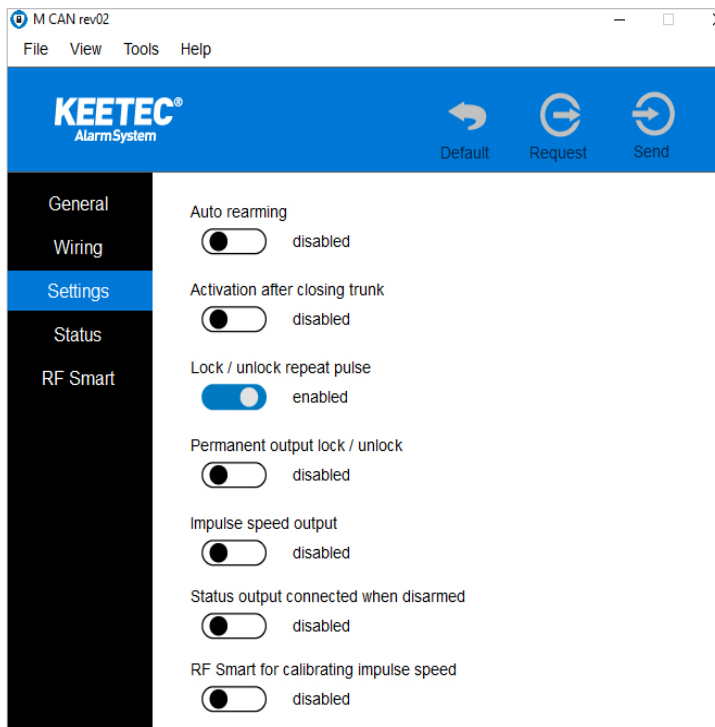 M CAN rev02
File View Tools Help
KEETEC®
AlarmSystem
Default Request Send
General
Wiring
Settings
Status
RF Smart
Auto rearming
disabled
Activation after closing trunk
disabled
Lock / unlock repeat pulse
enabled
Permanent output lock / unlock
disabled
Impulse speed output
disabled
Status output connected when disarmed
disabled
RF Smart for calibrating impulse speed
disabled